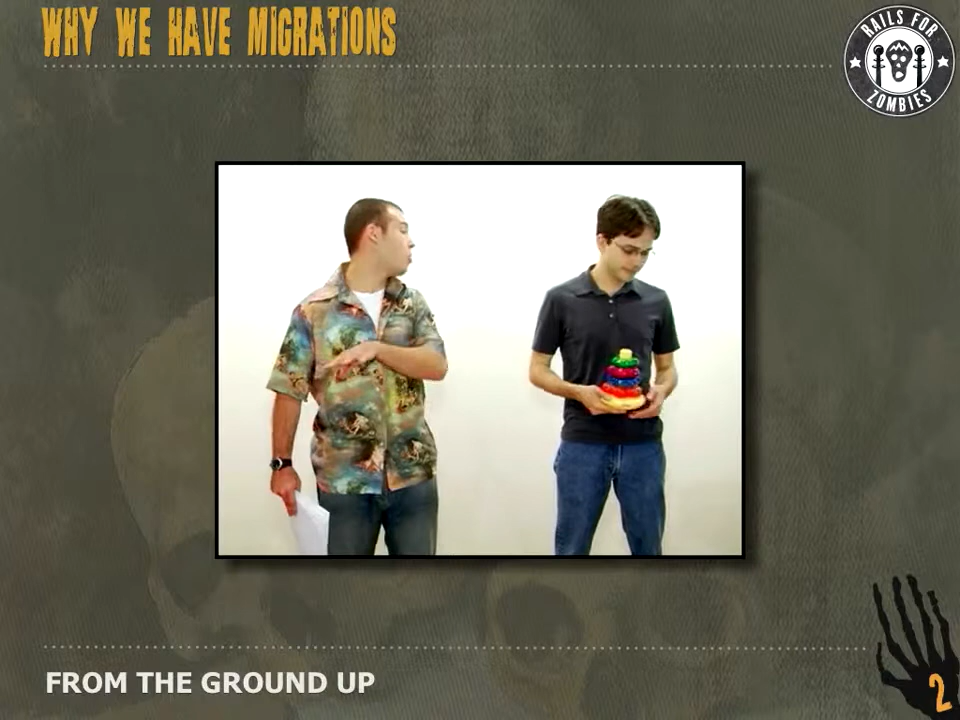 WHY WE HAVE MIGRATIONS
RAILS FOR
ZOMBIES
FROM THE GROUND UP
2